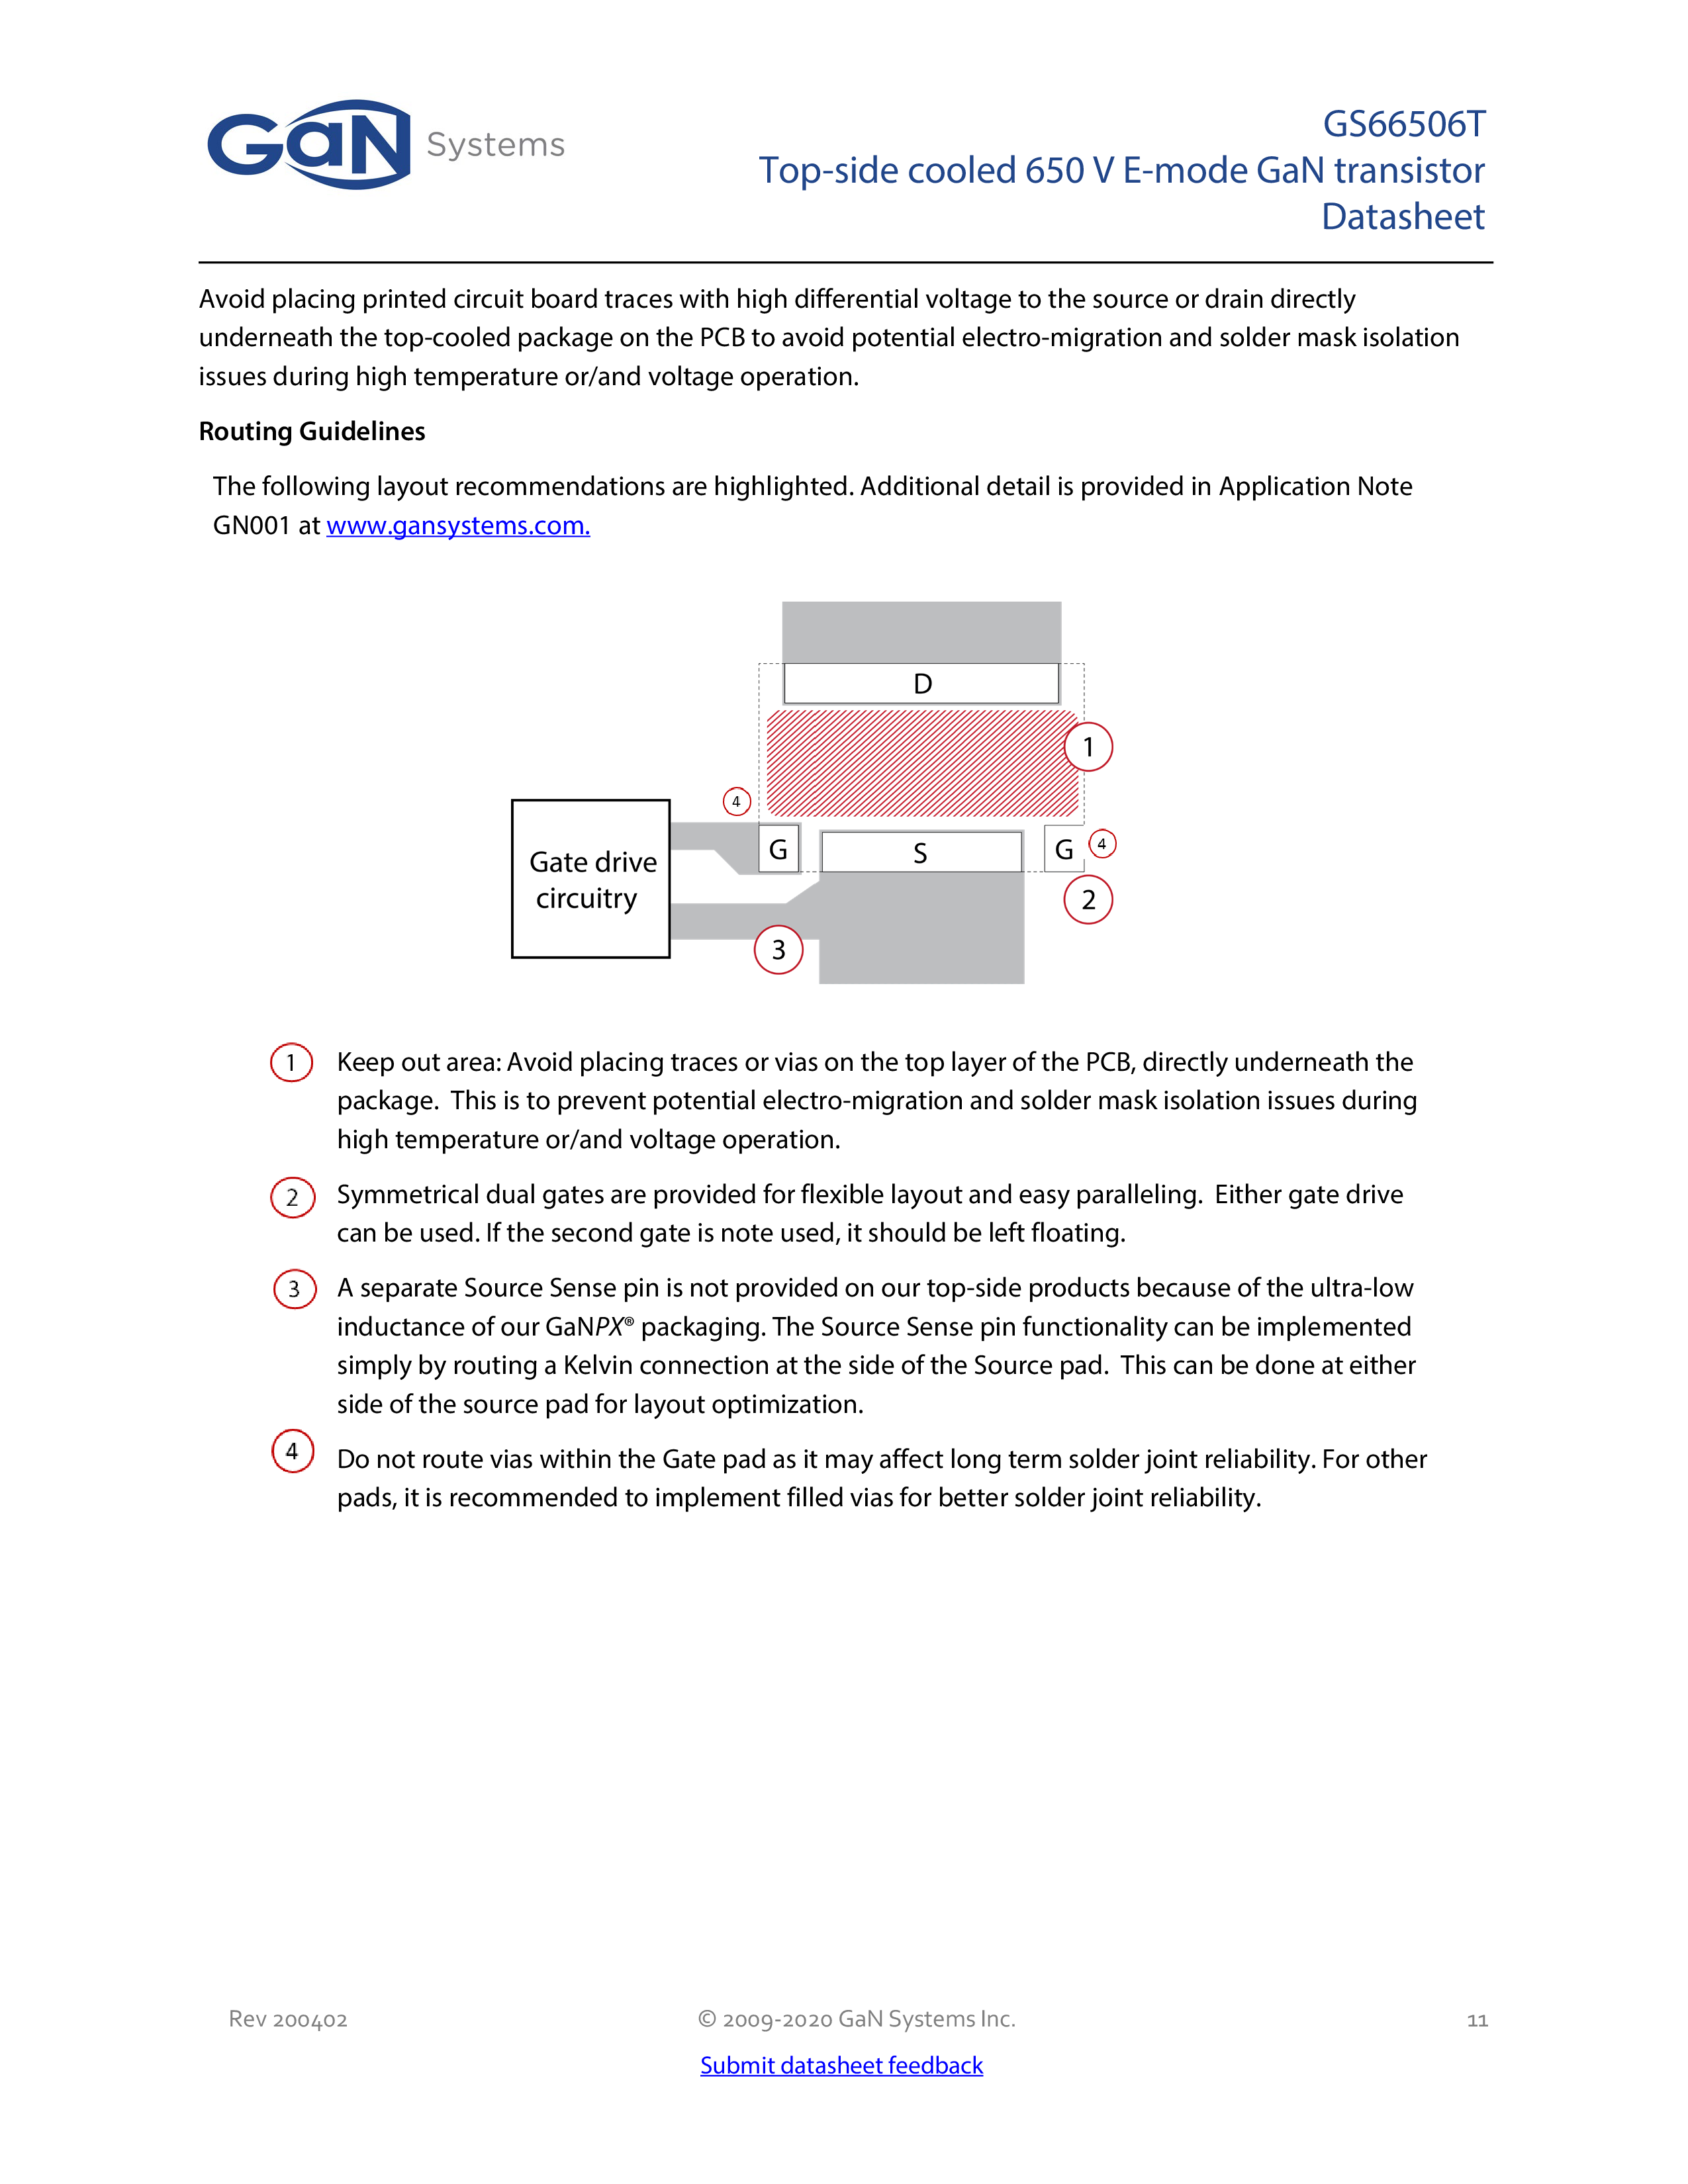 GaN Systems
GS66506T
Top-side cooled 650 V E-mode GaN transistor
Datasheet
Avoid placing printed circuit board traces with high differential voltage to the source or drain directly
underneath the top-cooled package on the PCB to avoid potential electro-migration and solder mask isolation
issues during high temperature or/and voltage operation.
Routing Guidelines
The following layout recommendations are highlighted. Additional detail is provided in Application Note
GN001 at www.gansystems.com.
D
1
4
G
S
G
4
Gate drive
circuitry
2
3
1 Keep out area: Avoid placing traces or vias on the top layer of the PCB, directly underneath the
package. This is to prevent potential electro-migration and solder mask isolation issues during
high temperature or/and voltage operation.
2 Symmetrical dual gates are provided for flexible layout and easy paralleling. Either gate drive
can be used. If the second gate is note used, it should be left floating.
3 A separate Source Sense pin is not provided on our top-side products because of the ultra-low
inductance of our GaNPX® packaging. The Source Sense pin functionality can be implemented
simply by routing a Kelvin connection at the side of the Source pad. This can be done at either
side of the source pad for layout optimization.
4 Do not route vias within the Gate pad as it may affect long term solder joint reliability. For other
pads, it is recommended to implement filled vias for better solder joint reliability.
Rev 200402 © 2009-2020 GaN Systems Inc. 11
Submit datasheet feedback